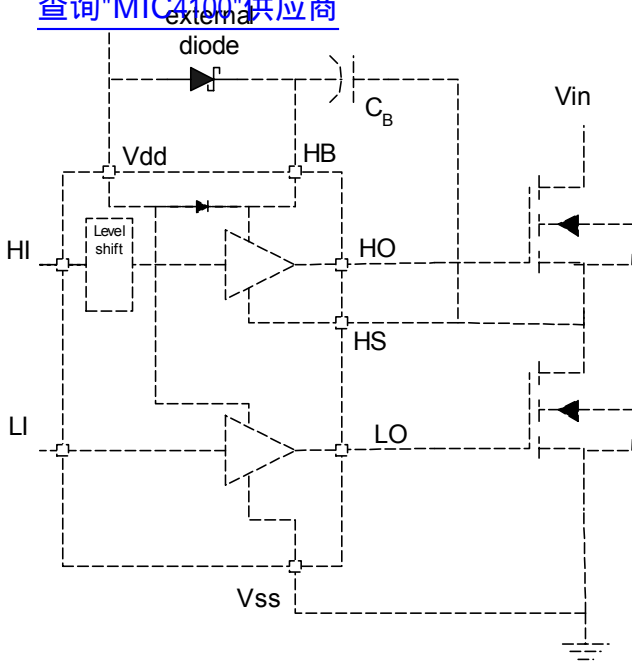 查询"MIC4100"供应商
external
diode
CB
Vin
Vdd
HB
Level
shift
HI
HO
HS
LI
LO
Vss